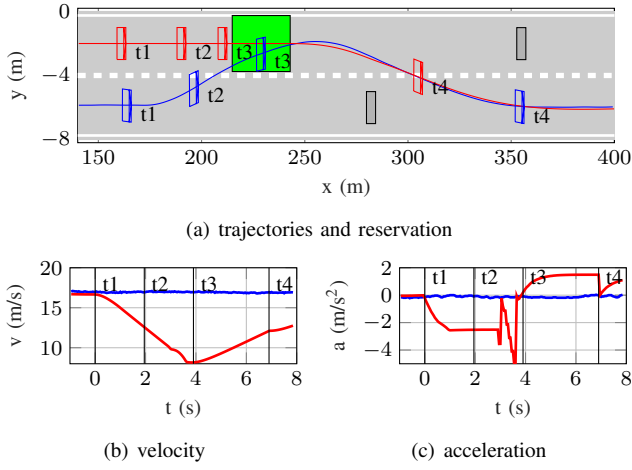 0
−4
−8
y (m)
t1 t2 t3 t3
t1 t2 t4 t4
150 200 250 300 350 400
x (m)
(a) trajectories and reservation
20
15
10
v (m/s)
t1 t2 t3 t4
0 2 4 6 8
t (s)
(b) velocity
2
0
−2
−4
a (m/s²)
t1 t2 t3 t4
0 2 4 6 8
t (s)
(c) acceleration